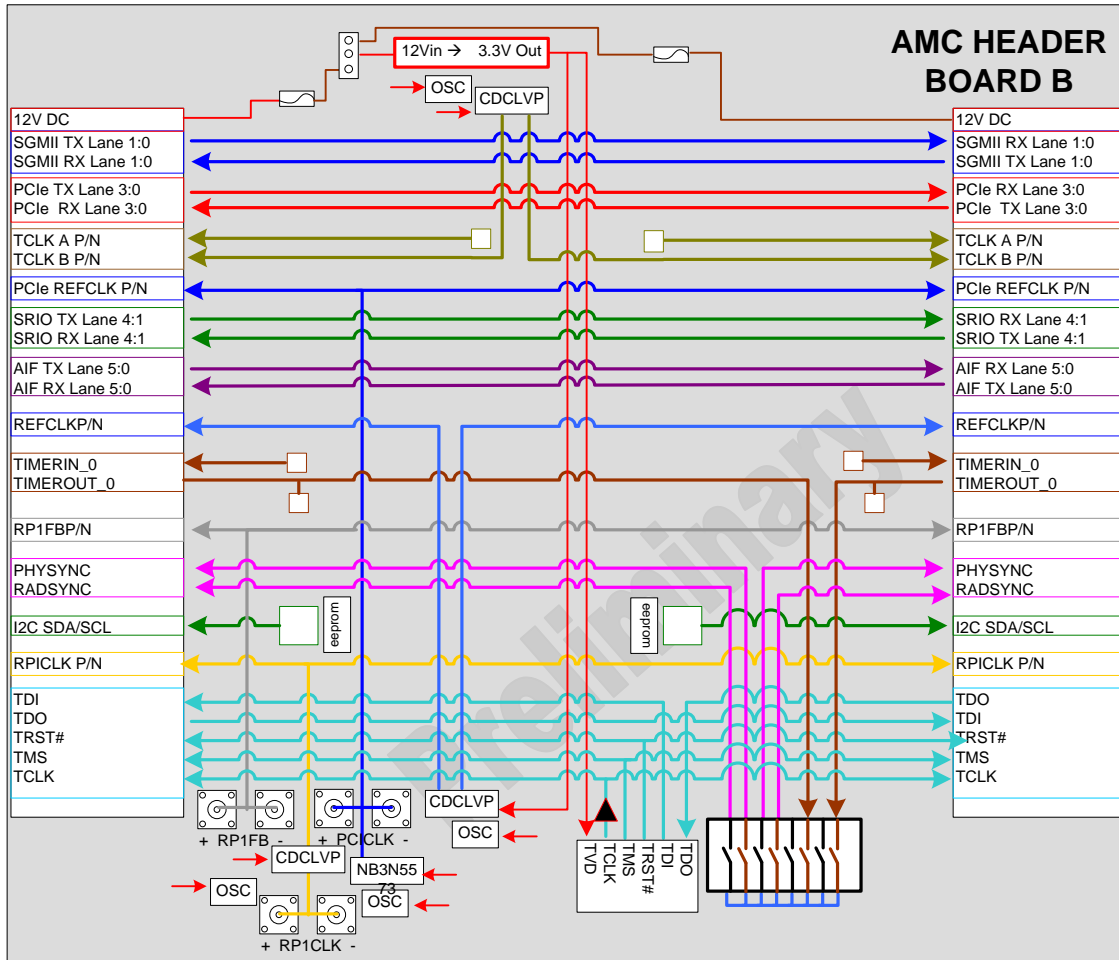 AMC HEADER
BOARD B
12Vin → 3.3V Out
OSC
CDCLVP
12V DC
SGMII TX Lane 1:0
SGMII RX Lane 1:0
PCIe TX Lane 3:0
PCIe RX Lane 3:0
TCLK A P/N
TCLK B P/N
PCIe REFCLK P/N
SRIO TX Lane 4:1
SRIO RX Lane 4:1
AIF TX Lane 5:0
AIF RX Lane 5:0
REFCLKP/N
TIMERIN_0
TIMEROUT_0
RP1FBP/N
PHYSYNC
RADSYNC
I2C SDA/SCL
RPICLK P/N
TDI
TDO
TRST#
TMS
TCLK
12V DC
SGMII RX Lane 1:0
SGMII TX Lane 1:0
PCIe RX Lane 3:0
PCIe TX Lane 3:0
TCLK A P/N
TCLK B P/N
PCIe REFCLK P/N
SRIO RX Lane 4:1
SRIO TX Lane 4:1
AIF RX Lane 5:0
AIF TX Lane 5:0
REFCLKP/N
TIMERIN_0
TIMEROUT_0
RP1FBP/N
PHYSYNC
RADSYNC
I2C SDA/SCL
RPICLK P/N
TDO
TDI
TRST#
TMS
TCLK
Preliminary
eeprom
eeprom
+ RP1FB -
+ PCICLK -
CDCLVP
OSC
CDCLVP
NB3N55
73
OSC
OSC
+ RP1CLK -
TVD
TCLK
TMS
TRST#
TDI
TDO